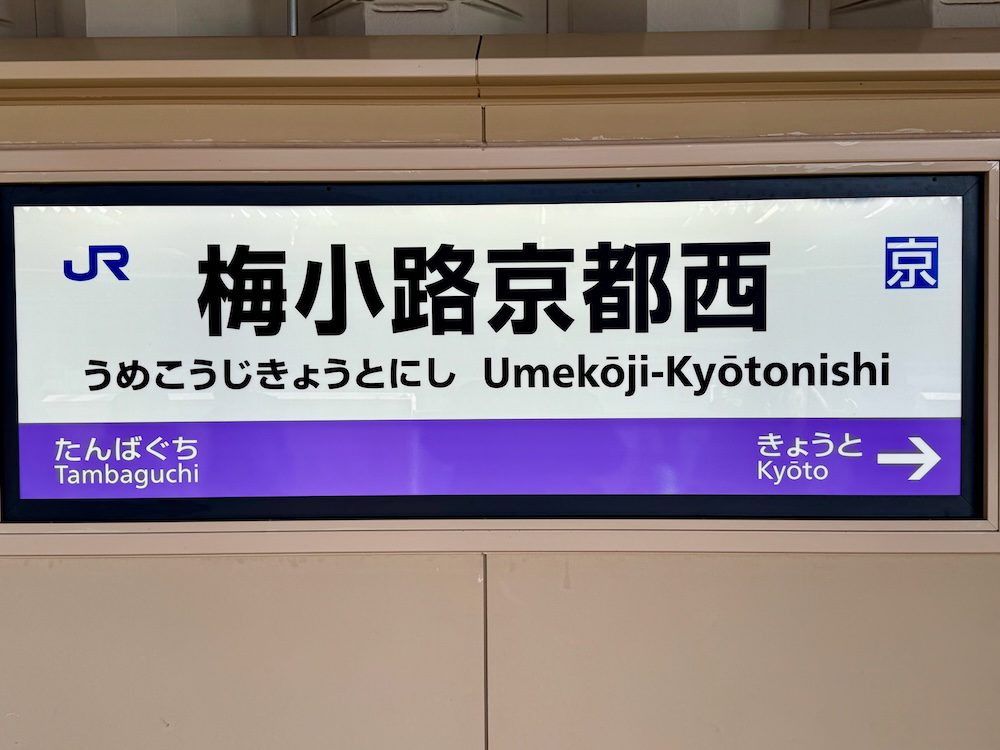 JR
梅小路京都西
京
うめこうじきょうとにし Umekōji-Kyōtonishi
たんばぐち
Tambaguchi
きょうと
Kyōto